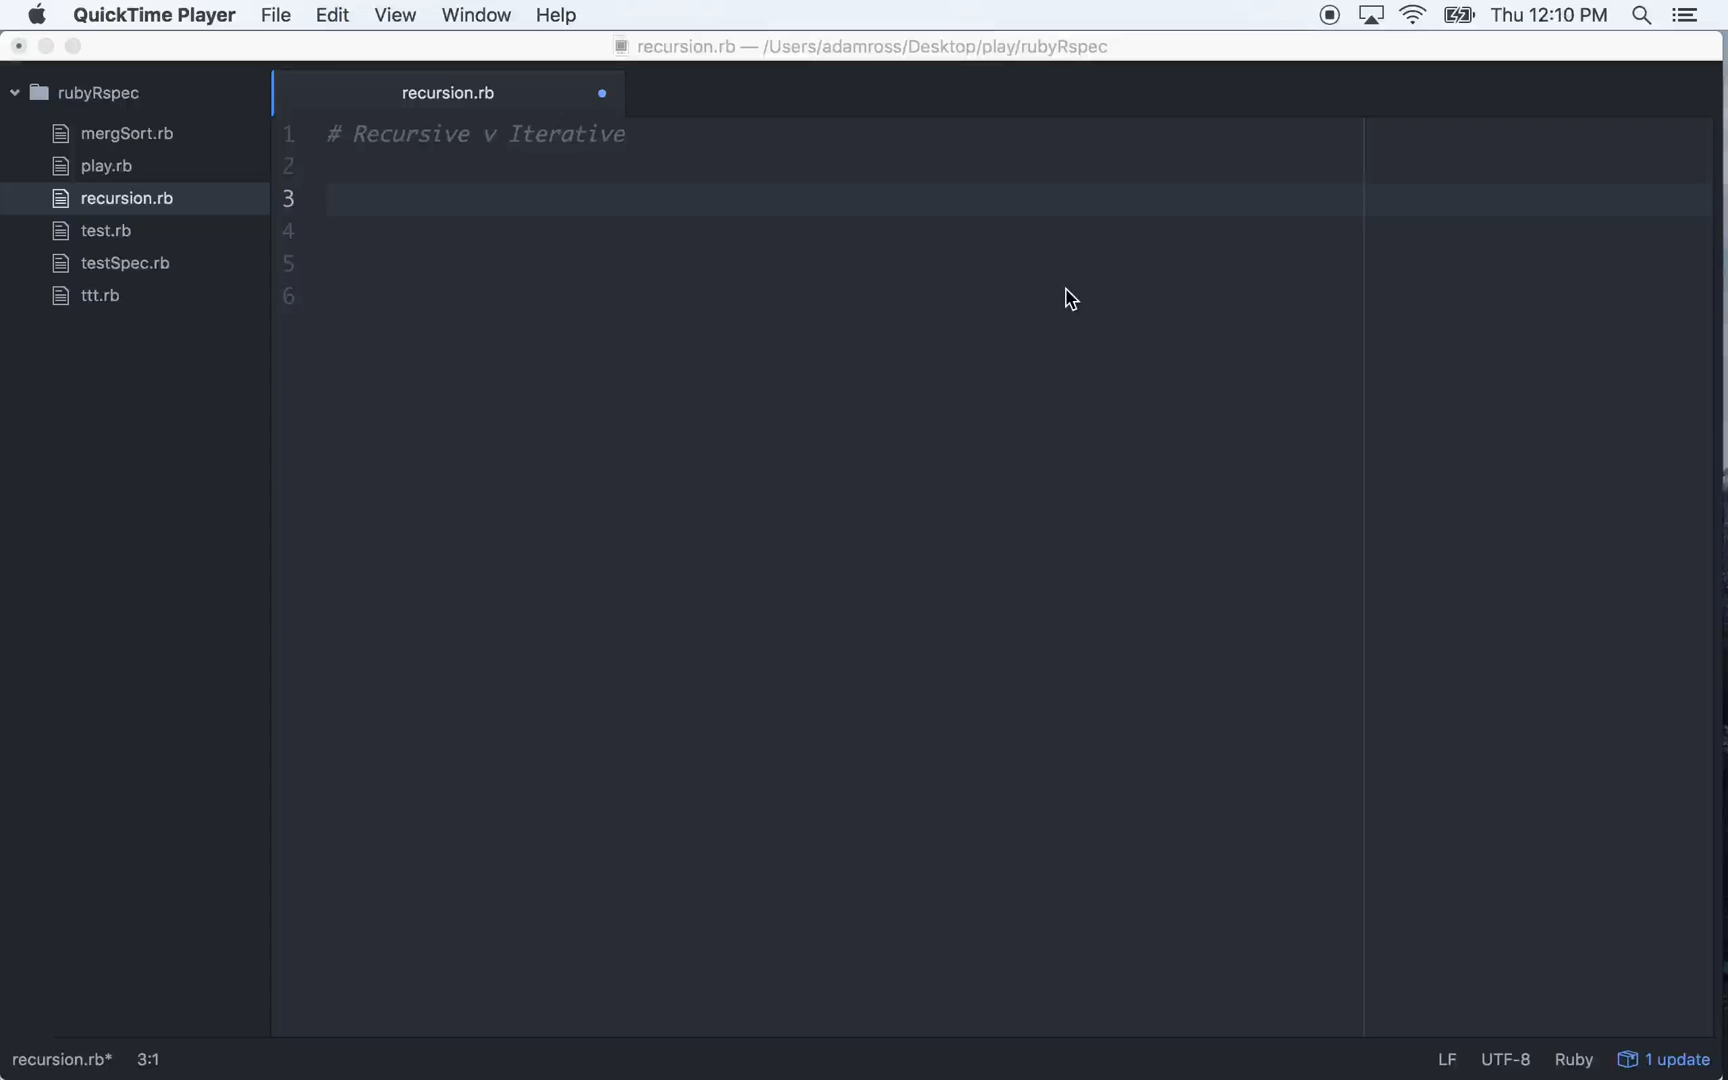 QuickTime Player File Edit View Window Help Thu 12:10 PM
recursion.rb — /Users/adamross/Desktop/play/rubyRspec
rubyRspec
mergSort.rb
play.rb
recursion.rb
test.rb
testSpec.rb
ttt.rb
recursion.rb
1 # Recursive v Iterative
2
3
4
5
6
recursion.rb* 3:1 LF UTF-8 Ruby 1 update